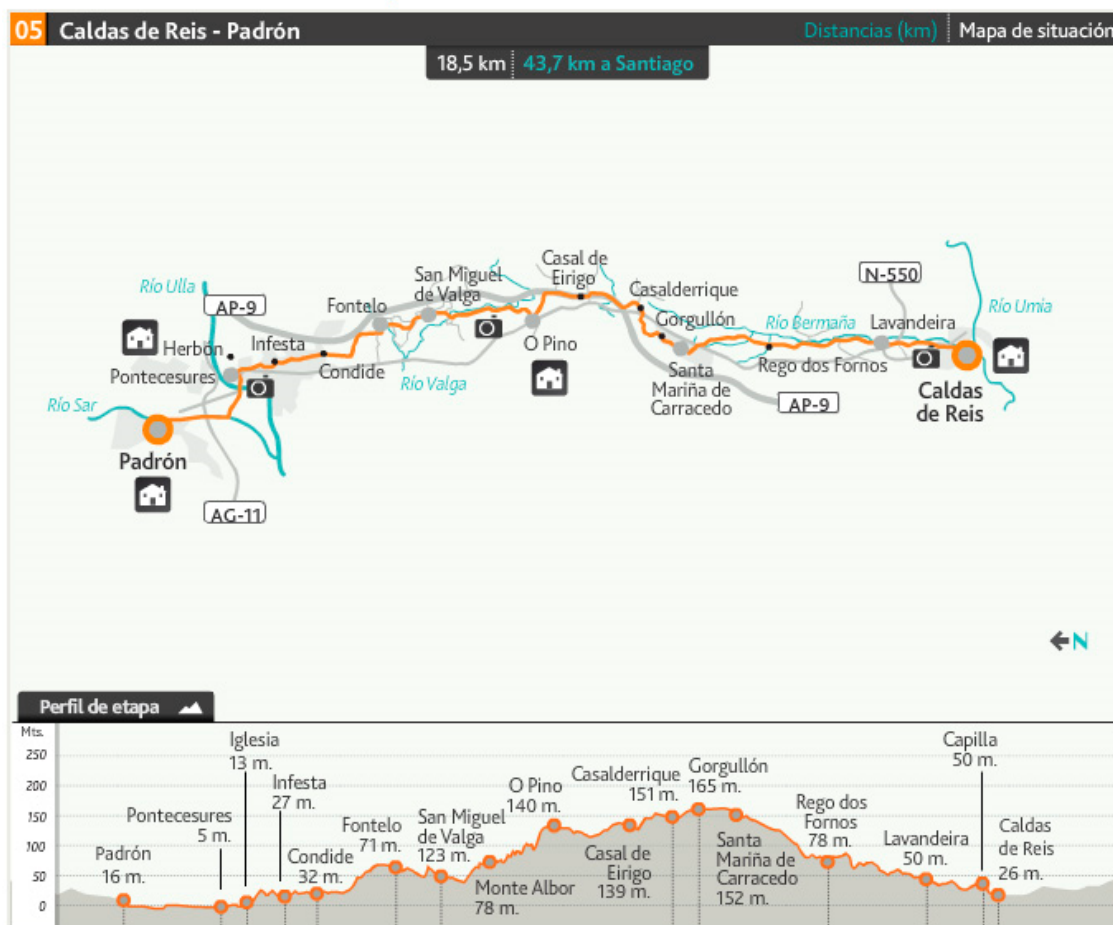 05 Caldas de Reis - Padrón
Distancias (km) Mapa de situación
18,5 km 43,7 km a Santiago
Río Ulla
AP-9
Herbón
Pontecesures
Infesta
Condide
Fontelo
San Miguel
de Valga
Río Valga
Casal de
Eirigo
O Pino
Casalderrique
Gorgullón
Santa
Mariña de
Carracedo
AP-9
Río Bermaña
Rego dos Fornos
N-550
Lavandeira
Río Umia
Caldas
de Reis
Río Sar
Padrón
AG-11
N
Perfil de etapa
Mts.
250
200
150
100
50
0
Padrón
16 m.
Pontecesures
5 m.
Iglesia
13 m.
Infesta
27 m.
Condide
32 m.
Fontelo
71 m.
San Miguel
de Valga
123 m.
Monte Albor
78 m.
O Pino
140 m.
Casal de
Eirigo
139 m.
Casalderrique
151 m.
Gorgullón
165 m.
Santa
Mariña de
Carracedo
152 m.
Rego dos
Fornos
78 m.
Lavandeira
50 m.
Capilla
50 m.
Caldas
de Reis
26 m.